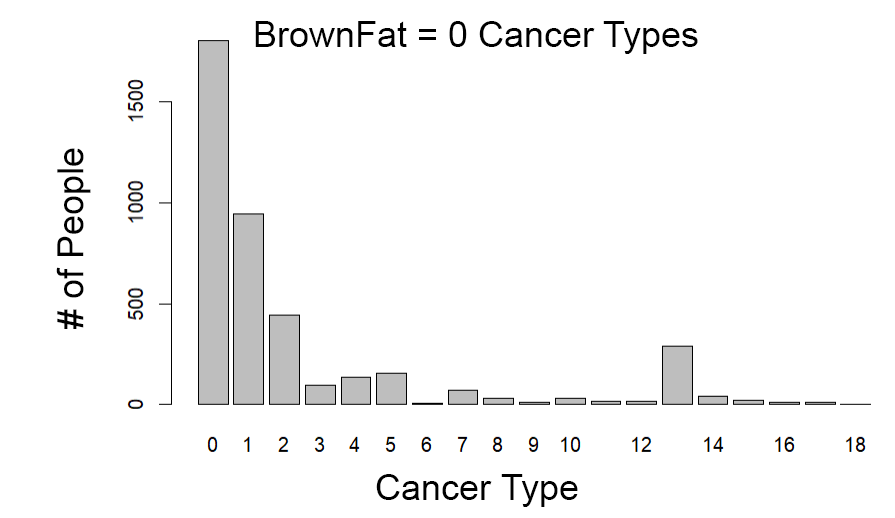 BrownFat = 0 Cancer Types
# of People
1500
1000
500
0
0 1 2 3 4 5 6 7 8 9 10 12 14 16 18
Cancer Type